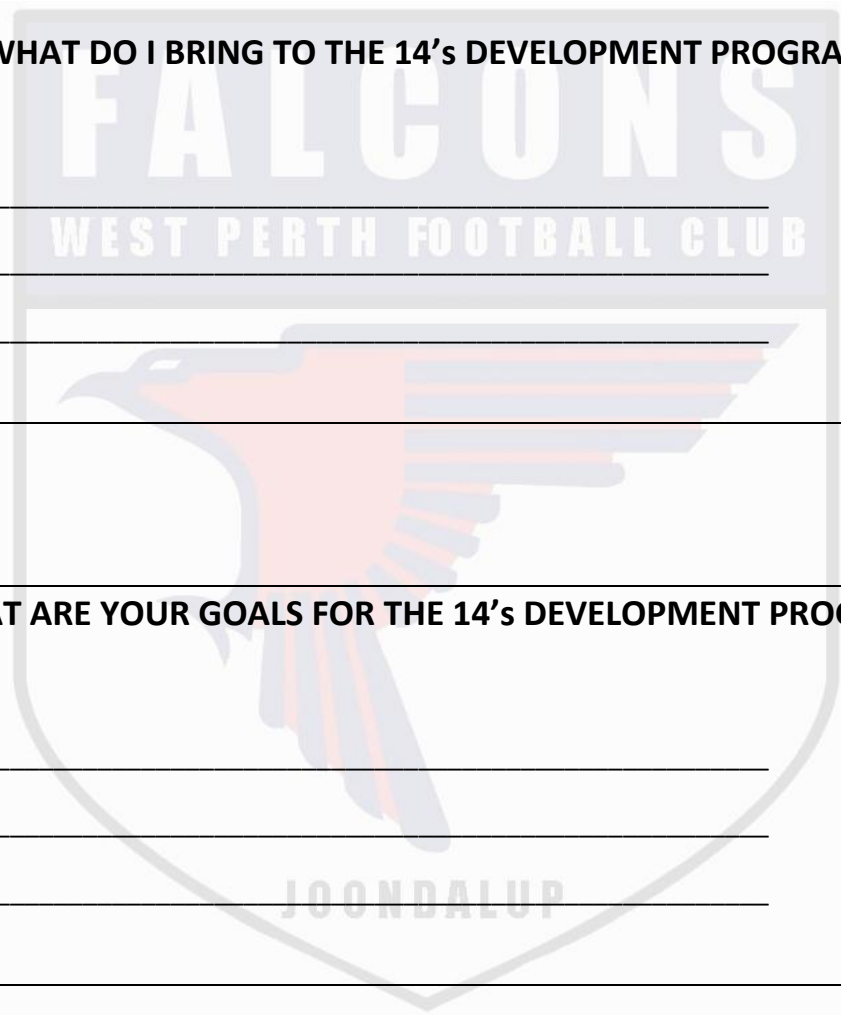 WHAT DO I BRING TO THE 14’s DEVELOPMENT PROGRA
FALCONS
WEST PERTH FOOTBALL CLUB
AT ARE YOUR GOALS FOR THE 14’s DEVELOPMENT PROG
JOONDALUP